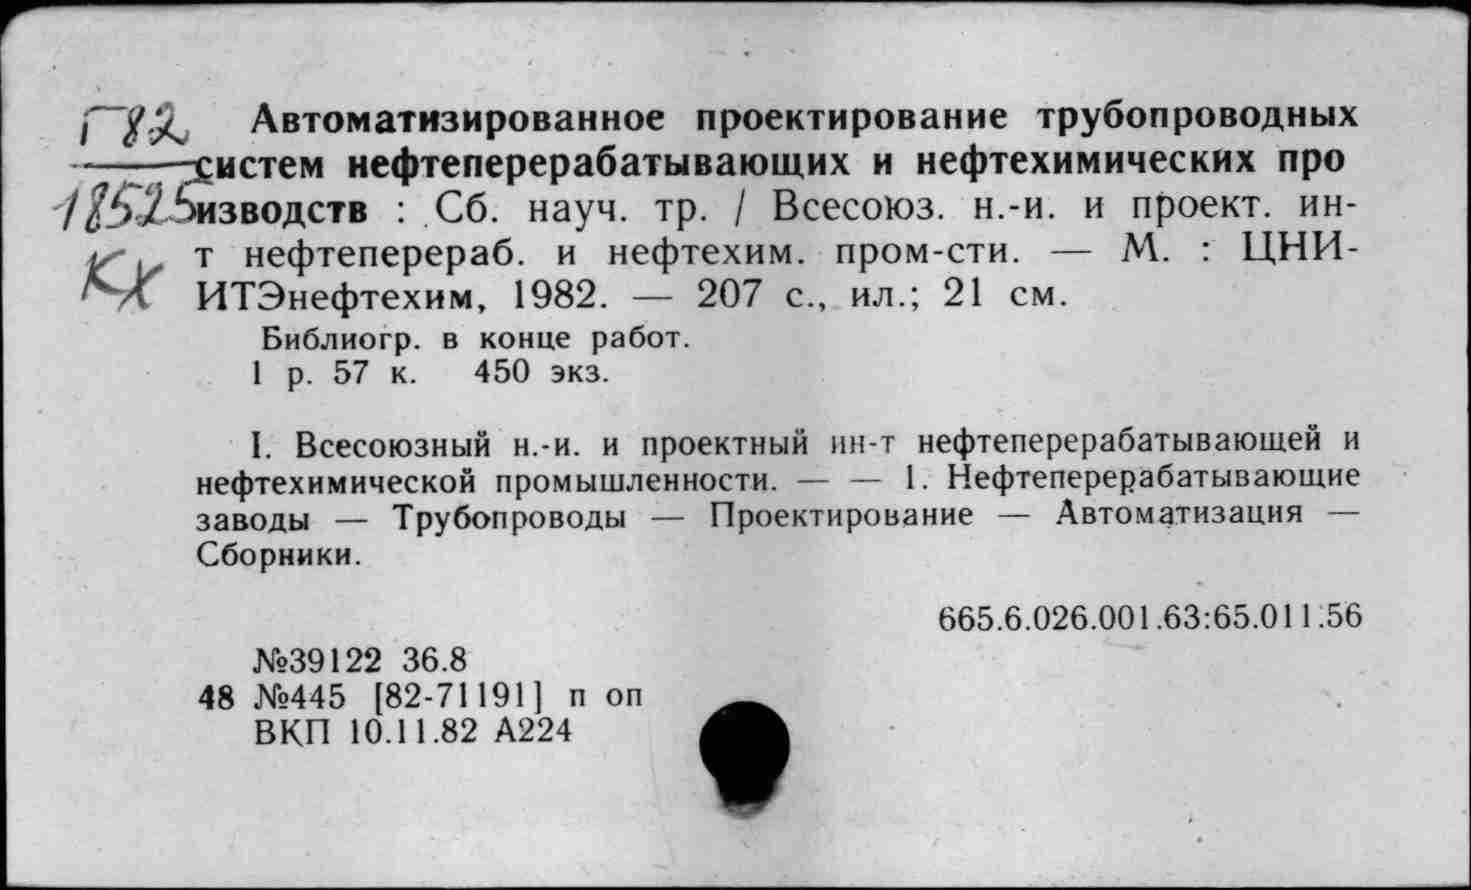 Г82 Автоматизированное проектирование трубопроводных
систем нефтеперерабатывающих и нефтехимических про
18525 изводств : Сб. науч. тр. / Всесоюз. н.-и. и проект. ин-
Кх т нефтеперераб. и нефтехим. пром-сти. — М. : ЦНИ-
ИТЭнефтехим, 1982. — 207 с., ил.; 21 см.
Библиогр. в конце работ.
1 р. 57 к. 450 экз.
I. Всесоюзный н.-и. и проектный ин-т нефтеперерабатывающей и
нефтехимической промышленности. — — 1. Нефтеперерабатывающие
заводы — Трубопроводы — Проектирование — Автоматизация —
Сборники.
665.6.026.001.63:65.011.56
№39122 36.8
48 №445 [82-71191] п оп
ВКП 10.11.82 А224